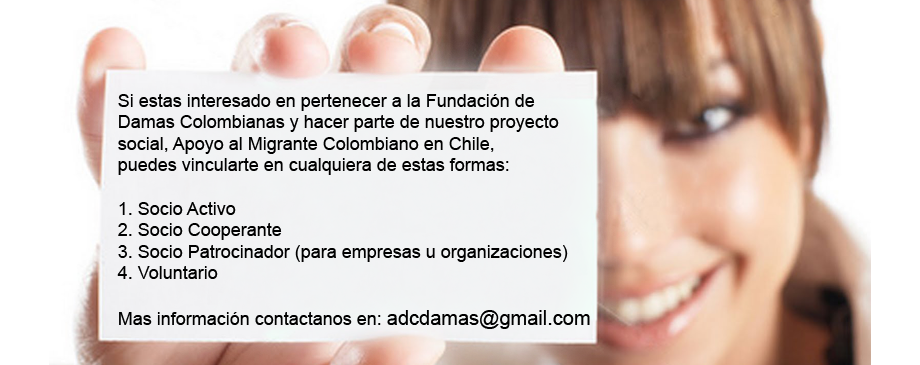 Si estas interesado en pertenecer a la Fundación de
Damas Colombianas y hacer parte de nuestro proyecto
social, Apoyo al Migrante Colombiano en Chile,
puedes vincularte en cualquiera de estas formas:
1. Socio Activo
2. Socio Cooperante
3. Socio Patrocinador (para empresas u organizaciones)
4. Voluntario
Mas información contactanos en: adcdamas@gmail.com